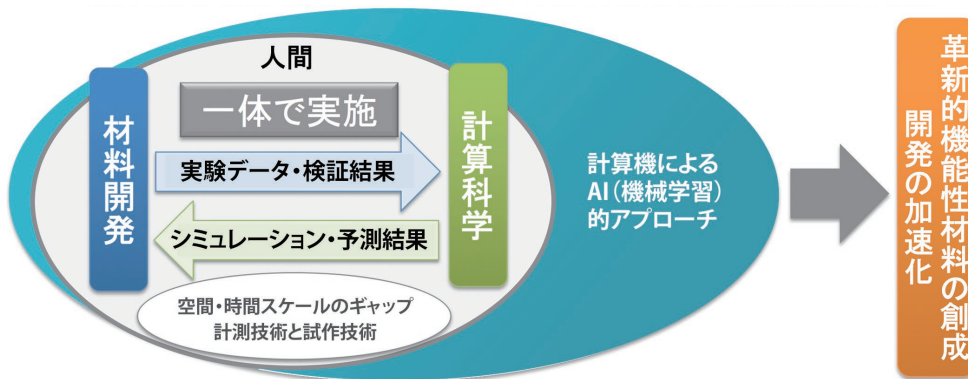 人間
材料開発
一体で実施
計算科学
実験データ・検証結果
シミュレーション・予測結果
空間・時間スケールのギャップ
計測技術と試作技術
計算機による
AI(機械学習)
的アプローチ
革新的機能性材料の創成
開発の加速化